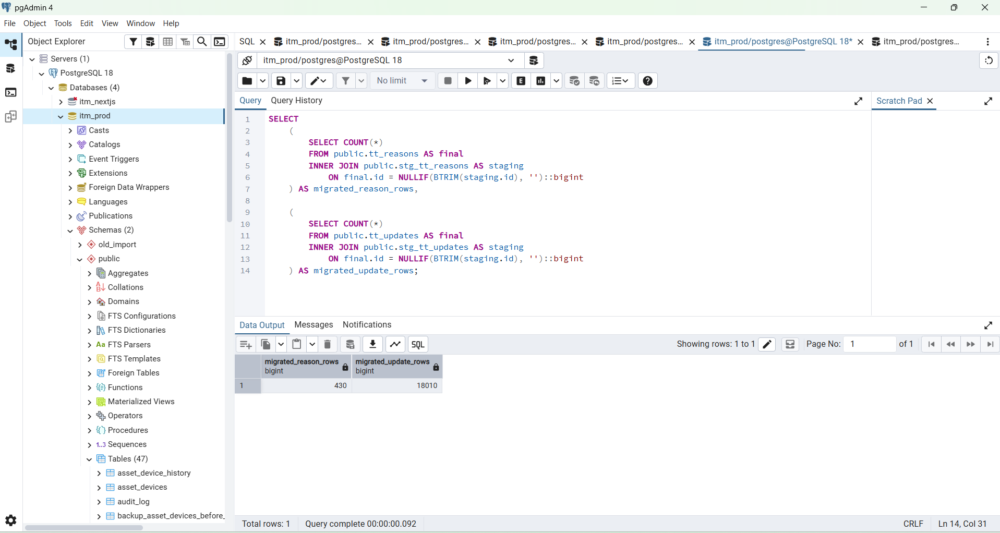 pgAdmin 4
File Object Tools Edit View Window Help
Object Explorer
Servers (1)
PostgreSQL 18
Databases (4)
itm_nextjs
itm_prod
Casts
Catalogs
Event Triggers
Extensions
Foreign Data Wrappers
Languages
Publications
Schemas (2)
old_import
public
Aggregates
Collations
Domains
FTS Configurations
FTS Dictionaries
Aa FTS Parsers
FTS Templates
Foreign Tables
Functions
Materialized Views
Operators
Procedures
1..3 Sequences
Tables (47)
asset_device_history
asset_devices
audit_log
backup_asset_devices_before_
SQL itm_prod/postgres... itm_prod/postgres... itm_prod/postgres... itm_prod/postgres... itm_prod/postgres@PostgreSQL 18* itm_prod/postgres...
itm_prod/postgres@PostgreSQL 18
No limit E
Query Query History
Scratch Pad
1 SELECT
2 (
3 SELECT COUNT(*)
4 FROM public.tt_reasons AS final
5 INNER JOIN public.stg_tt_reasons AS staging
6 ON final.id = NULLIF(BTRIM(staging.id), '')::bigint
7 ) AS migrated_reason_rows,
8
9 (
10 SELECT COUNT(*)
11 FROM public.tt_updates AS final
12 INNER JOIN public.stg_tt_updates AS staging
13 ON final.id = NULLIF(BTRIM(staging.id), '')::bigint
14 ) AS migrated_update_rows;
Data Output Messages Notifications
SQL Showing rows: 1 to 1 Page No: 1 of 1
migrated_reason_rows migrated_update_rows
bigint bigint
1 430 18010
Total rows: 1 Query complete 00:00:00.092 CRLF Ln 14, Col 31